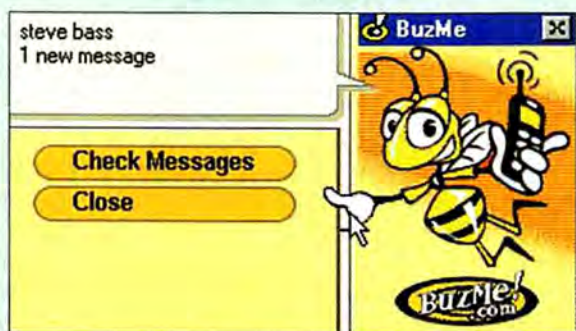 steve bass
1 new message
BuzMe
Check Messages
Close
BuzMe!
.com